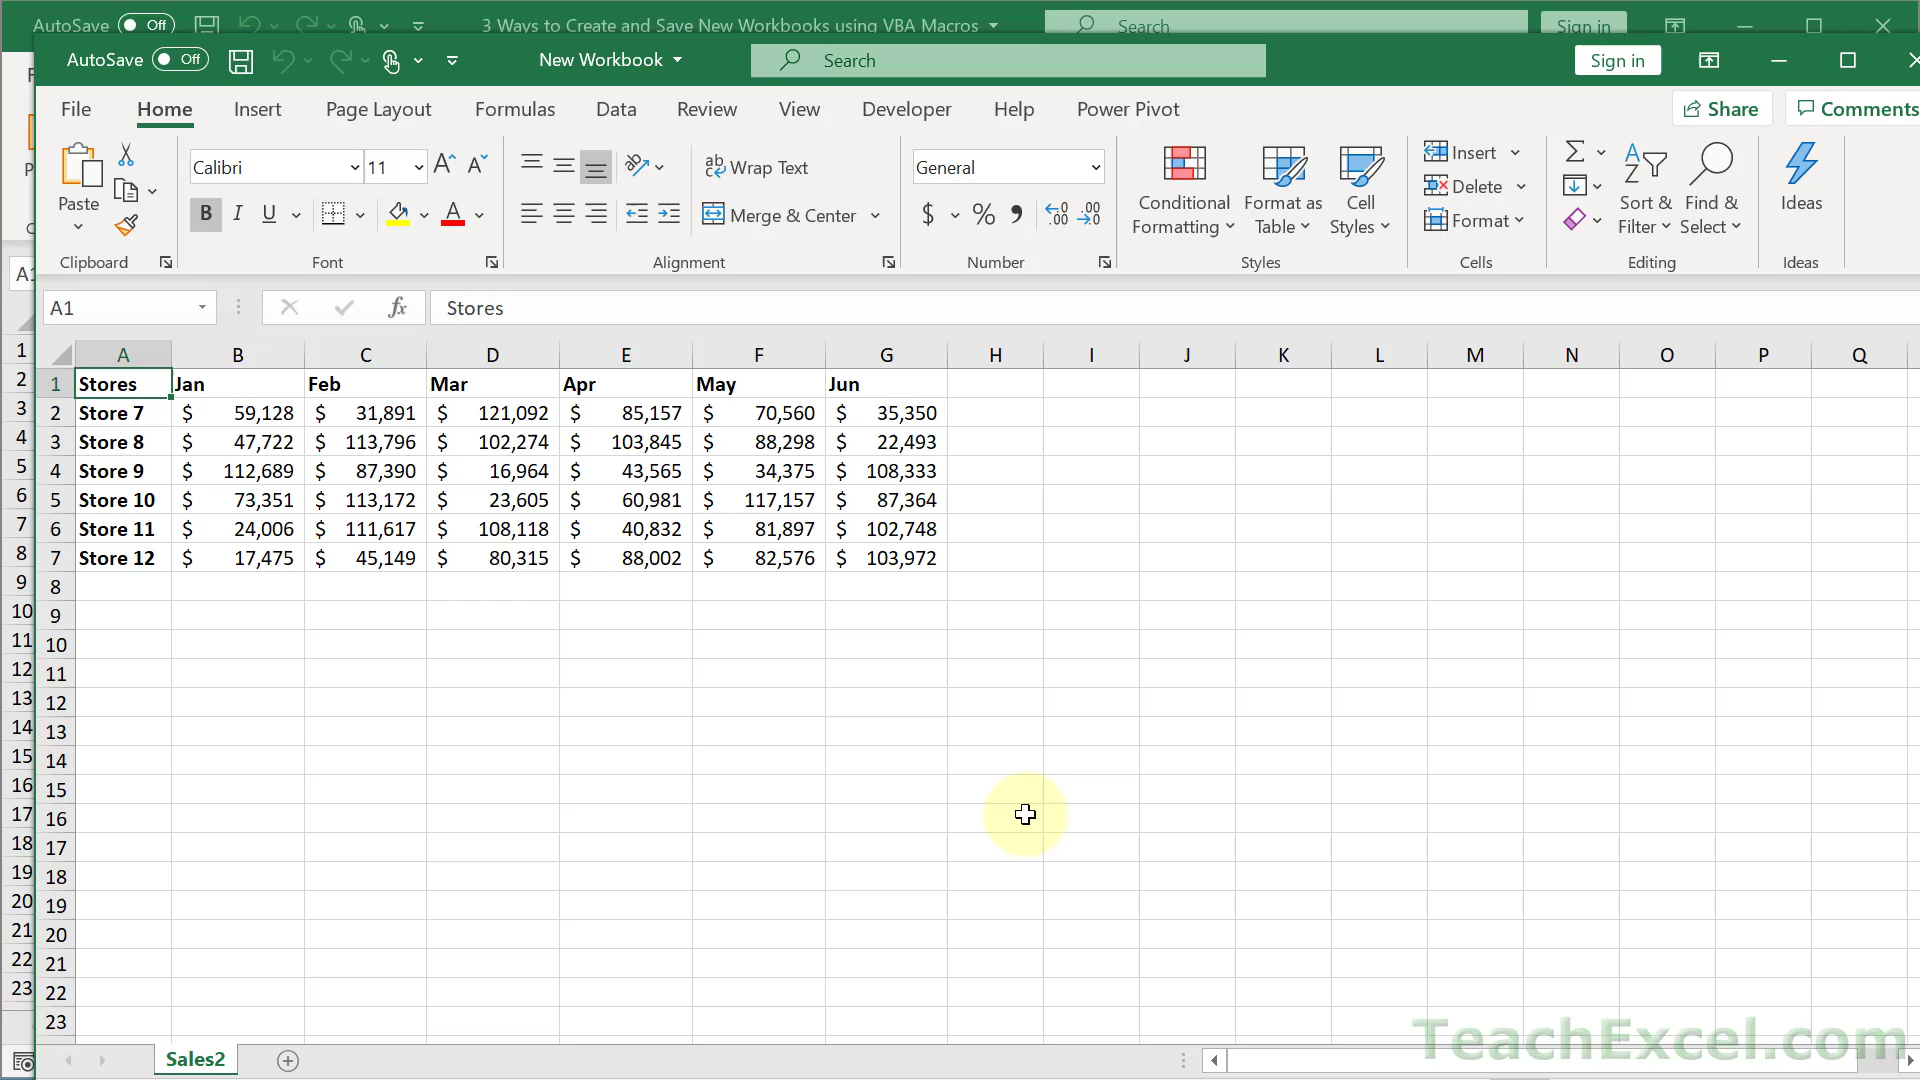 AutoSave Off 3 Ways to Create and Save New Workbooks using VBA Macros Search Sign in
AutoSave Off New Workbook Search Sign in
File Home Insert Page Layout Formulas Data Review View Developer Help Power Pivot Share Comments
Paste
Calibri 11
B I U
ab Wrap Text
Merge & Center
General
$ % , .00 .0
Conditional Formatting
Format as Table
Cell Styles
Insert
Delete
Format
Sort & Filter
Find & Select
Ideas
Clipboard Font Alignment Number Styles Cells Editing Ideas
A1 fx Stores
A B C D E F G H I J K L M N O P Q
1 Stores Jan Feb Mar Apr May Jun
2 Store 7 $ 59,128 $ 31,891 $ 121,092 $ 85,157 $ 70,560 $ 35,350
3 Store 8 $ 47,722 $ 113,796 $ 102,274 $ 103,845 $ 88,298 $ 22,493
4 Store 9 $ 112,689 $ 87,390 $ 16,964 $ 43,565 $ 34,375 $ 108,333
5 Store 10 $ 73,351 $ 113,172 $ 23,605 $ 60,981 $ 117,157 $ 87,364
6 Store 11 $ 24,006 $ 111,617 $ 108,118 $ 40,832 $ 81,897 $ 102,748
7 Store 12 $ 17,475 $ 45,149 $ 80,315 $ 88,002 $ 82,576 $ 103,972
8
9
10
11
12
13
14
15
16
17
18
19
20
21
22
23
Sales2
TeachExcel.com